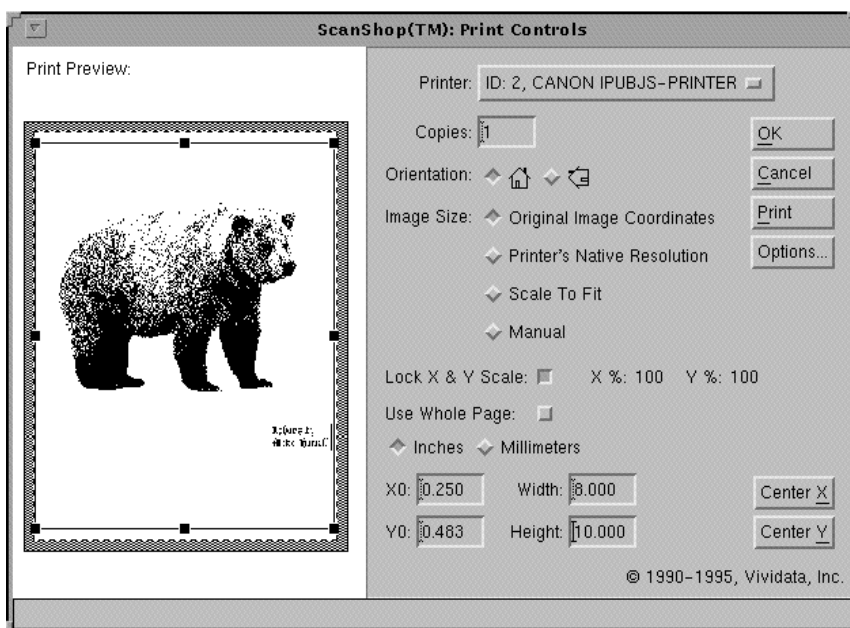 ScanShop(TM): Print Controls
Print Preview:
Printer: ID: 2, CANON IPUBJS-PRINTER
Copies: 1
OK
Orientation:
Cancel
Image Size: Original Image Coordinates
Print
Printer's Native Resolution
Options...
Scale To Fit
Manual
Lock X & Y Scale: X %: 100 Y %: 100
Use Whole Page:
Inches Millimeters
X0: 0.250 Width: 8.000
Center X
Y0: 0.483 Height: 10.000
Center Y
© 1990-1995, Vividata, Inc.